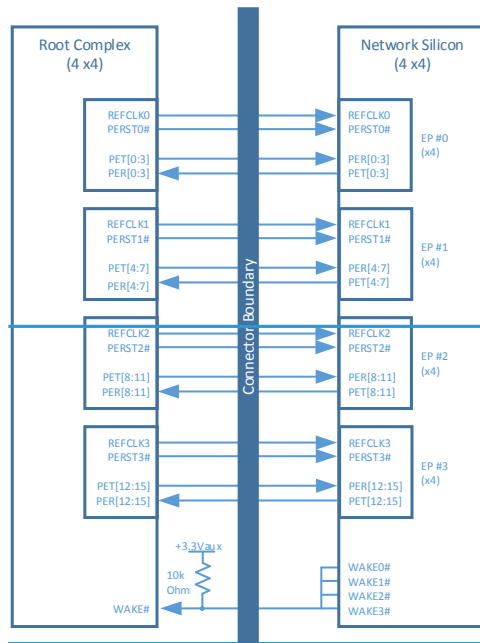 Root Complex
(4 x4)
REFCLK0
PERST0#
PET[0:3]
PER[0:3]
REFCLK1
PERST1#
PET[4:7]
PER[4:7]
REFCLK2
PERST2#
PET[8:11]
PER[8:11]
REFCLK3
PERST3#
PET[12:15]
PER[12:15]
+3.3Vaux
10k
Ohm
WAKE#
Connector Boundary
Network Silicon
(4 x4)
REFCLK0
PERST0#
PER[0:3]
PET[0:3]
EP #0
(x4)
REFCLK1
PERST1#
PER[4:7]
PET[4:7]
EP #1
(x4)
REFCLK2
PERST2#
PER[8:11]
PET[8:11]
EP #2
(x4)
REFCLK3
PERST3#
PER[12:15]
PET[12:15]
EP #3
(x4)
WAKE0#
WAKE1#
WAKE2#
WAKE3#